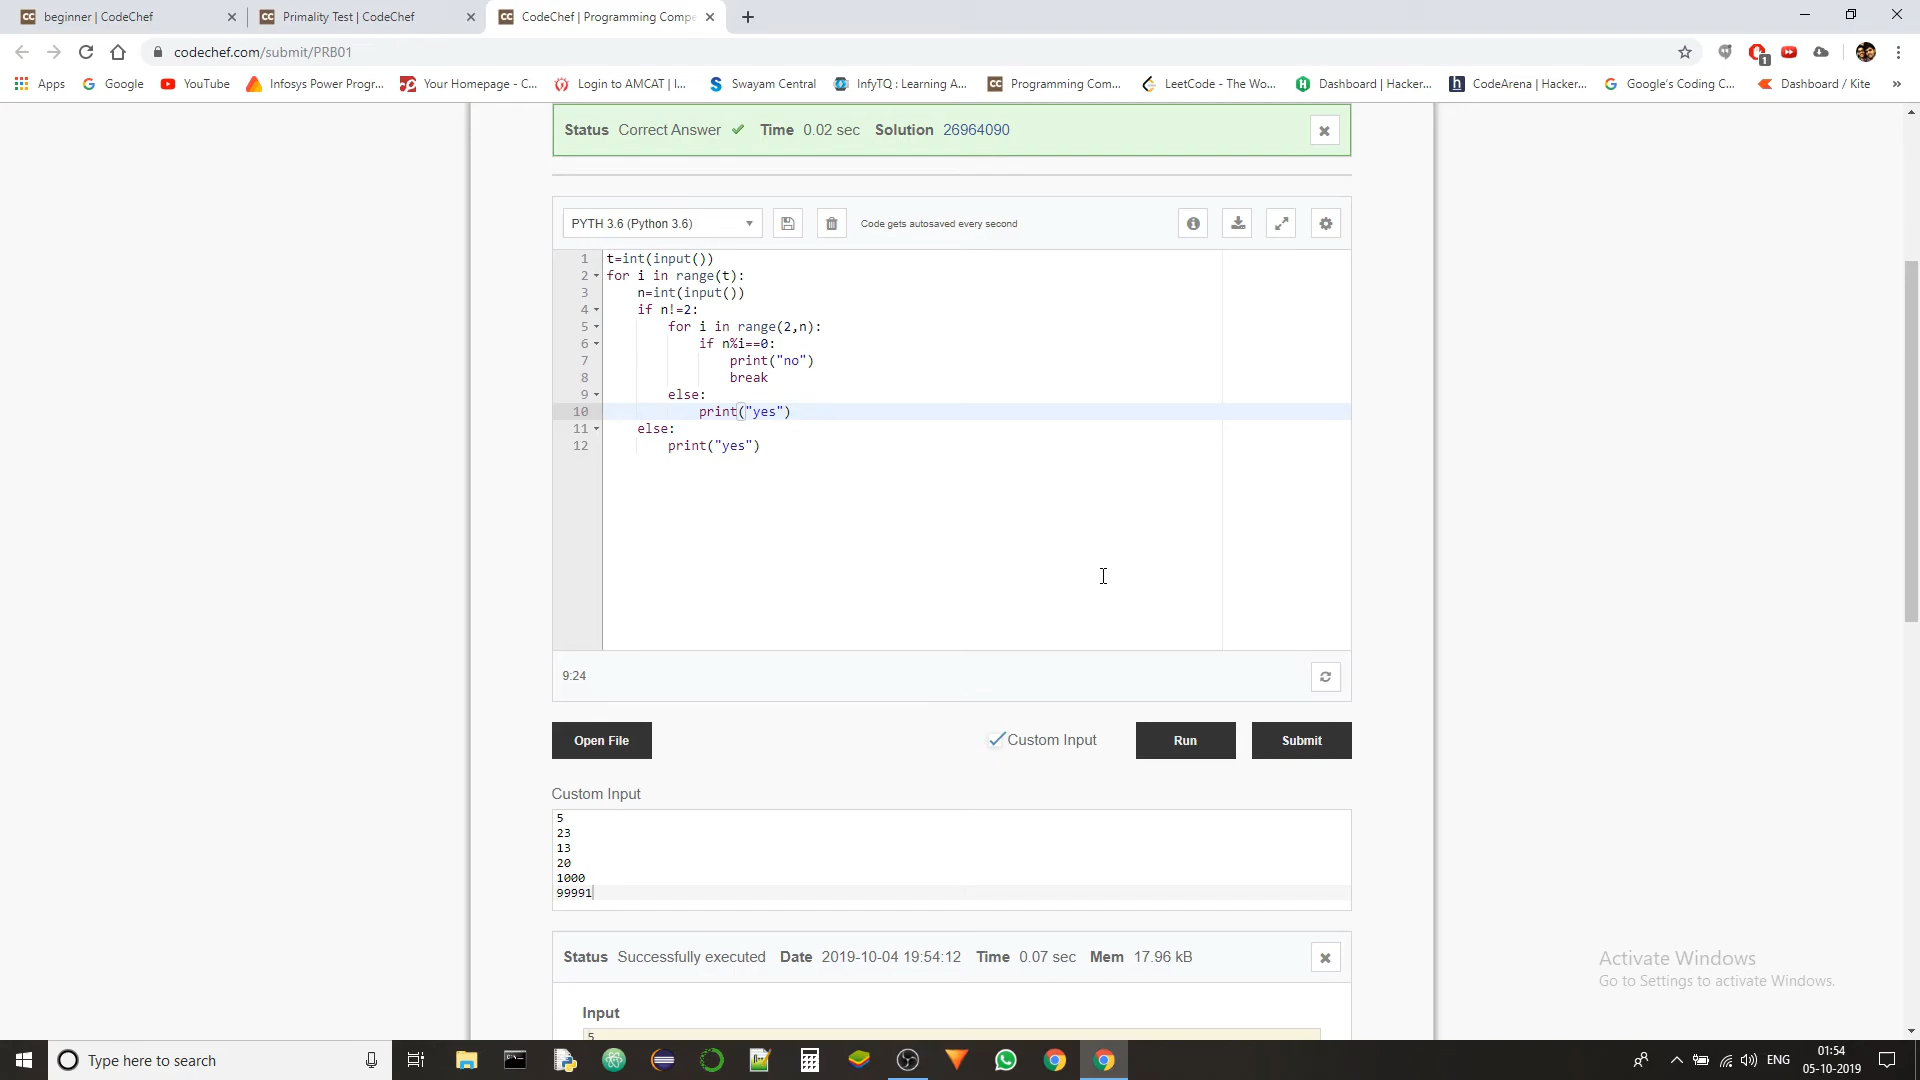 beginner | CodeChef
Primality Test | CodeChef
CodeChef | Programming Compe
codechef.com/submit/PRB01
Apps
Google
YouTube
Infosys Power Progr...
Your Homepage - C...
Login to AMCAT | I...
Swayam Central
InfyTQ : Learning A...
Programming Com...
LeetCode - The Wo...
Dashboard | Hacker...
CodeArena | Hacker...
Google's Coding C...
Dashboard / Kite
»
Status Correct Answer ✔ Time 0.02 sec Solution 26964090
PYTH 3.6 (Python 3.6)
Code gets autosaved every second
1 t=int(input())
2 for i in range(t):
3 n=int(input())
4 if n!=2:
5 for i in range(2,n):
6 if n%i==0:
7 print("no")
8 break
9 else:
10 print("yes")
11 else:
12 print("yes")
9:24
Open File
Custom Input
Run
Submit
Custom Input
5
23
13
20
1000
99991
Status Successfully executed Date 2019-10-04 19:54:12 Time 0.07 sec Mem 17.96 kB
Input
5
Activate Windows
Go to Settings to activate Windows.
Type here to search
ENG
01:54
05-10-2019